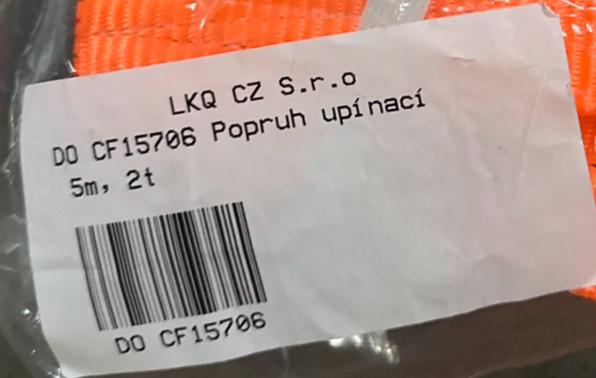 LKQ CZ S.r.o
DO CF15706 Popruh upínací
5m, 2t
DO CF15706